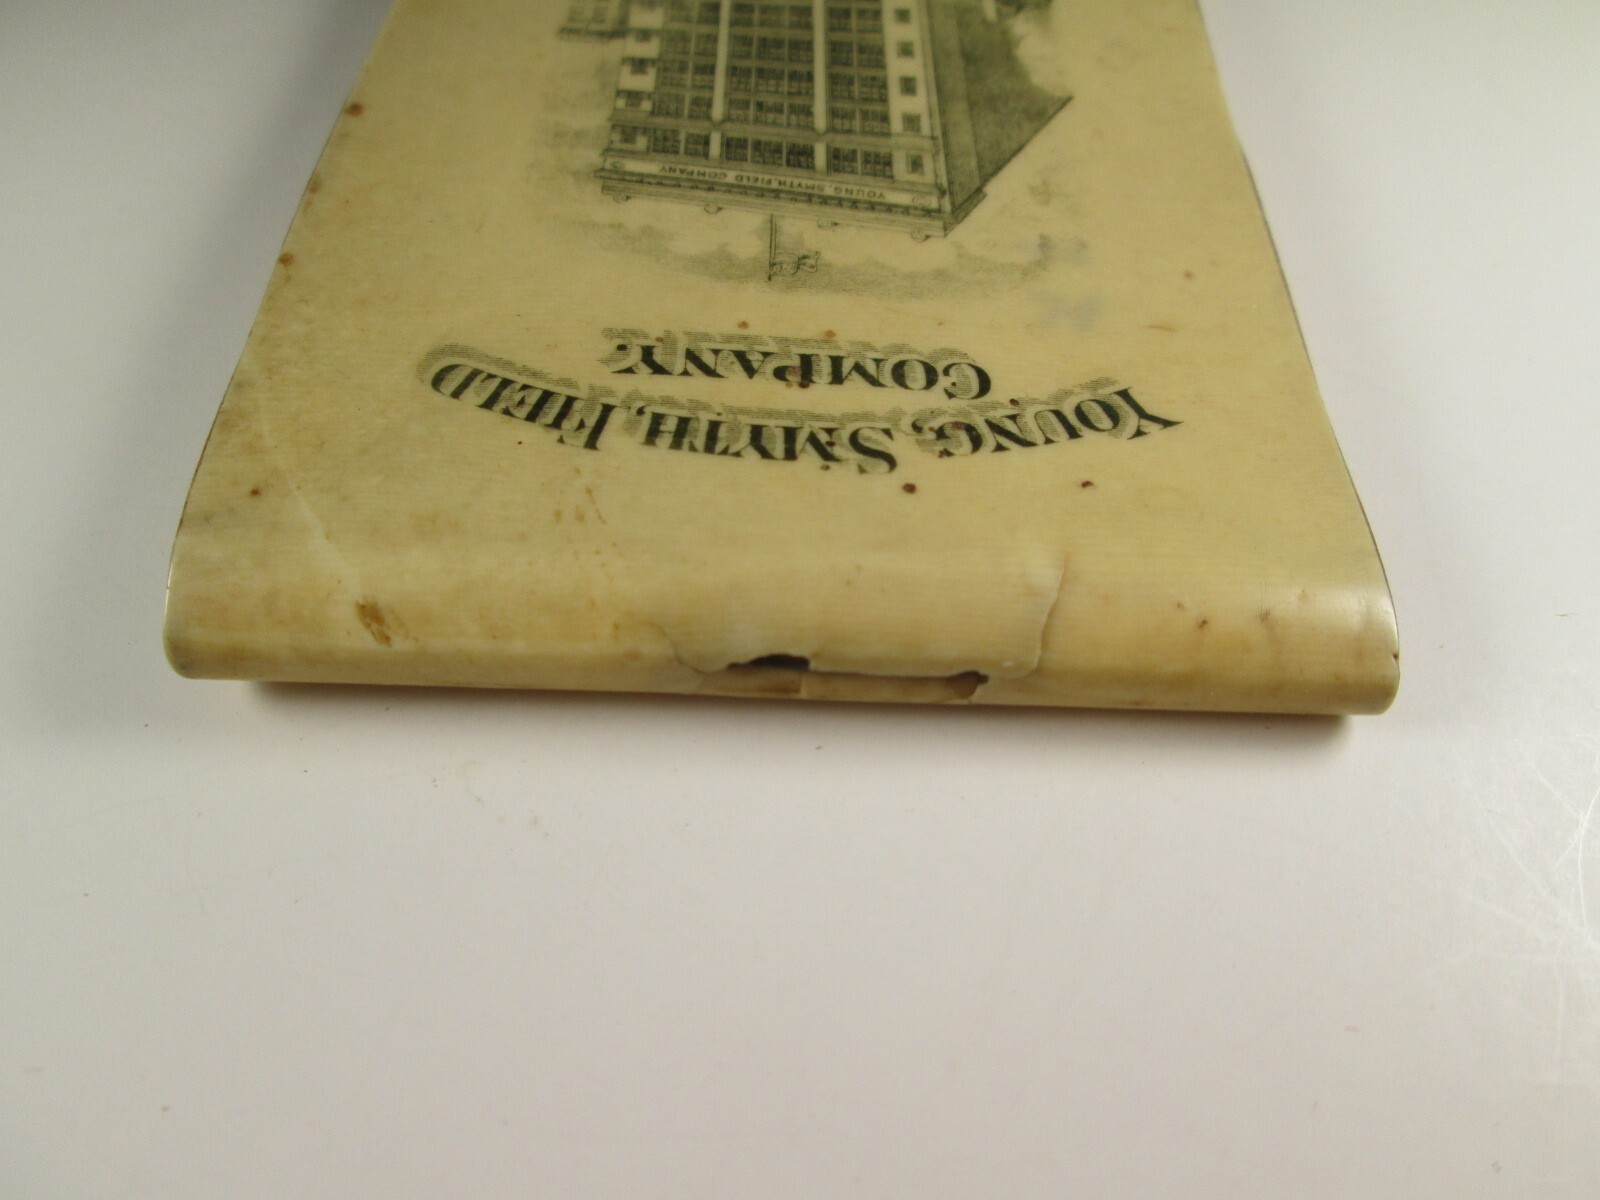 YOUNG, SMYTH, FIELD
COMPANY.
YOUNG, SMYTH, FIELD COMPANY